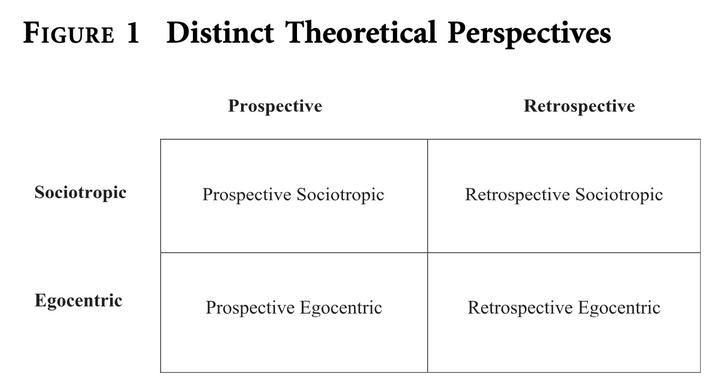 FIGURE 1 Distinct Theoretical Perspectives
Prospective Retrospective
Sociotropic Prospective Sociotropic Retrospective Sociotropic
Egocentric Prospective Egocentric Retrospective Egocentric